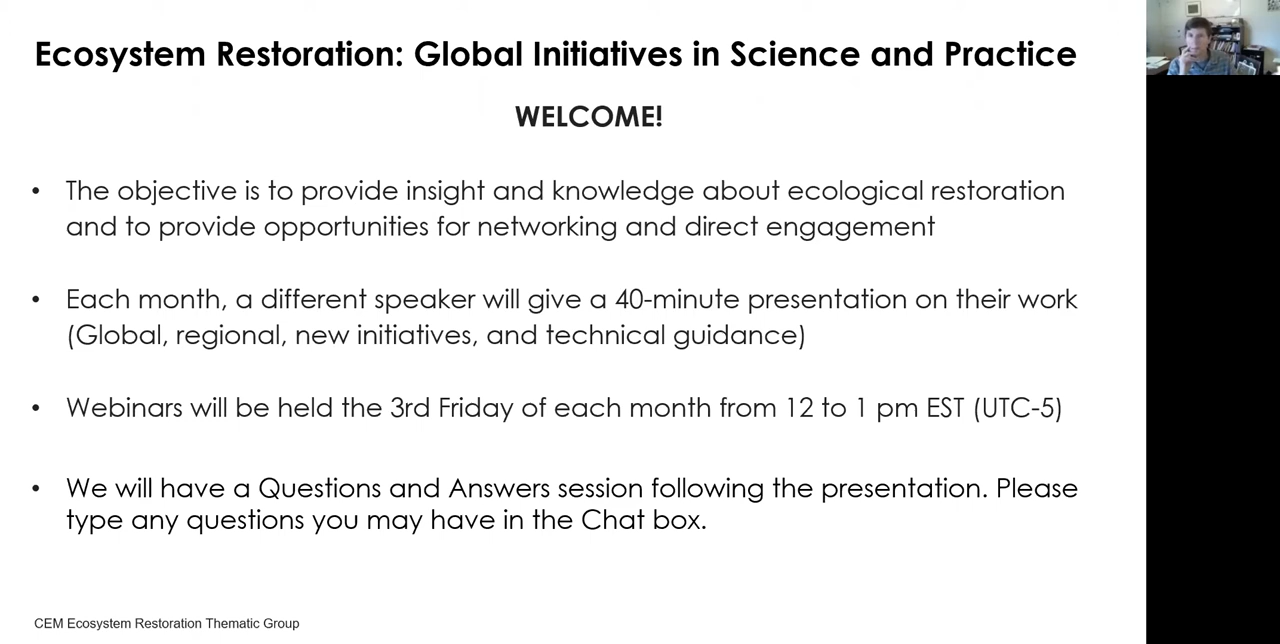 Ecosystem Restoration: Global Initiatives in Science and Practice
WELCOME!
• The objective is to provide insight and knowledge about ecological restoration
and to provide opportunities for networking and direct engagement
• Each month, a different speaker will give a 40-minute presentation on their work
(Global, regional, new initiatives, and technical guidance)
• Webinars will be held the 3rd Friday of each month from 12 to 1 pm EST (UTC-5)
• We will have a Questions and Answers session following the presentation. Please
type any questions you may have in the Chat box.
CEM Ecosystem Restoration Thematic Group